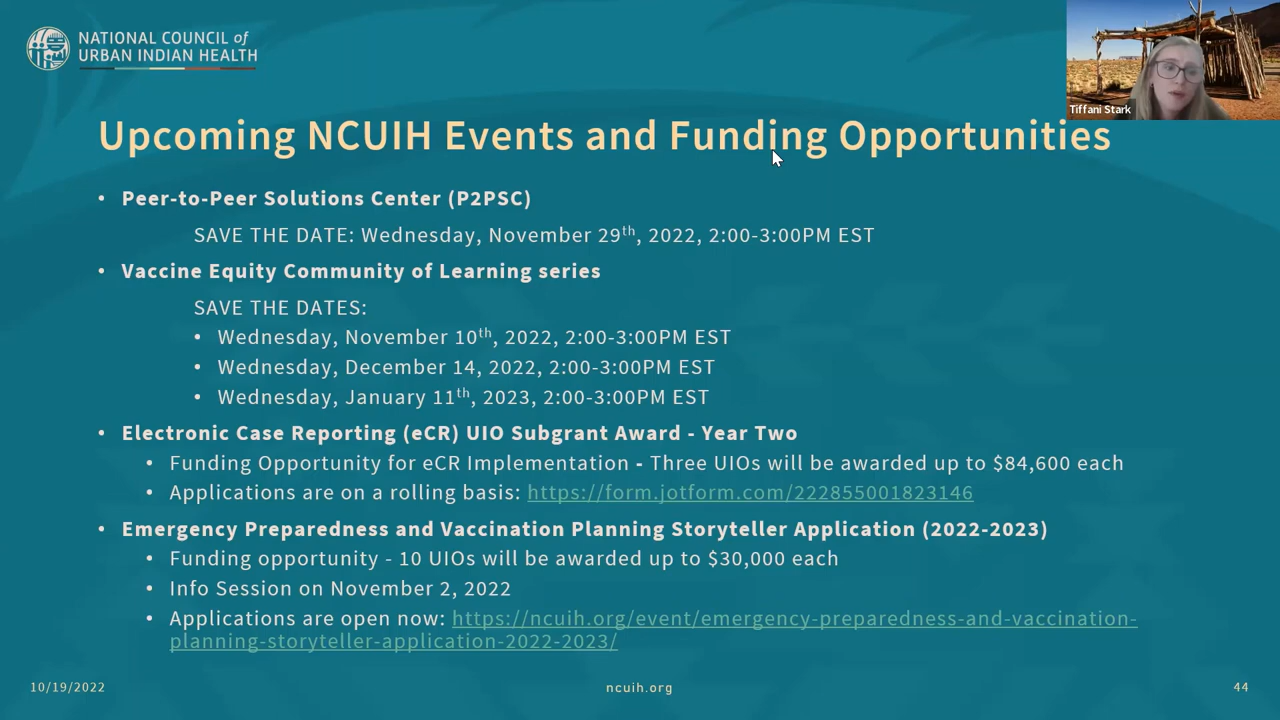 NATIONAL COUNCIL of
URBAN INDIAN HEALTH
Tiffani Stark
Upcoming NCUIH Events and Funding Opportunities
• Peer-to-Peer Solutions Center (P2PSC)
SAVE THE DATE: Wednesday, November 29th, 2022, 2:00-3:00PM EST
• Vaccine Equity Community of Learning series
SAVE THE DATES:
• Wednesday, November 10th, 2022, 2:00-3:00PM EST
• Wednesday, December 14, 2022, 2:00-3:00PM EST
• Wednesday, January 11th, 2023, 2:00-3:00PM EST
• Electronic Case Reporting (eCR) UIO Subgrant Award - Year Two
• Funding Opportunity for eCR Implementation - Three UIOs will be awarded up to $84,600 each
• Applications are on a rolling basis: https://form.jotform.com/222855001823146
• Emergency Preparedness and Vaccination Planning Storyteller Application (2022-2023)
• Funding opportunity - 10 UIOs will be awarded up to $30,000 each
• Info Session on November 2, 2022
• Applications are open now: https://ncuih.org/event/emergency-preparedness-and-vaccination-
planning-storyteller-application-2022-2023/
10/19/2022
ncuih.org
44